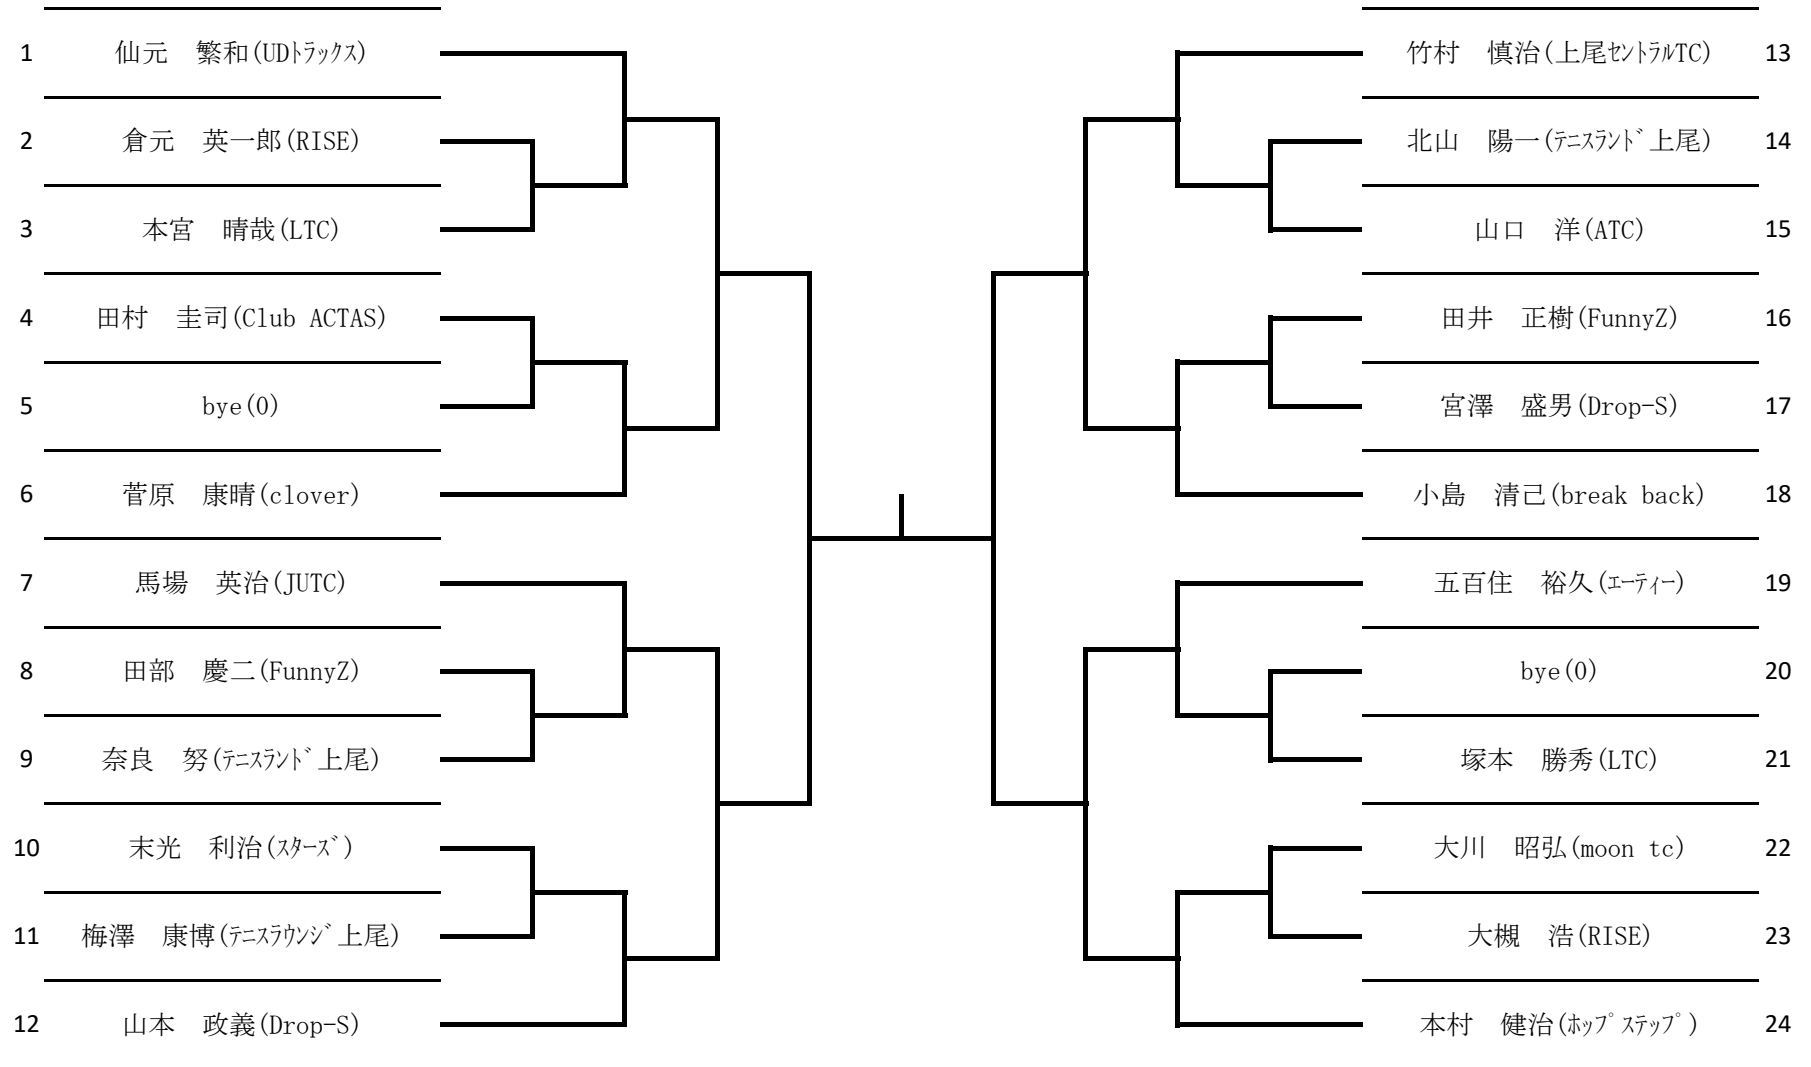 1 仙元　繁和(UDﾄﾗｯｸｽ)
2 倉元　英一郎(RISE)
3 本宮　晴哉(LTC)
4 田村　圭司(Club ACTAS)
5 bye(0)
6 菅原　康晴(clover)
7 馬場　英治(JUTC)
8 田部　慶二(FunnyZ)
9 奈良　努(ﾃﾆｽﾗﾝﾄﾞ上尾)
10 末光　利治(ｽﾀｰｽﾞ)
11 梅澤　康博(ﾃﾆｽﾗｳﾝｼﾞ上尾)
12 山本　政義(Drop-S)
竹村　慎治(上尾ｾﾝﾄﾗﾙTC) 13
北山　陽一(ﾃﾆｽﾗﾝﾄﾞ上尾) 14
山口　洋(ATC) 15
田井　正樹(FunnyZ) 16
宮澤　盛男(Drop-S) 17
小島　清己(break back) 18
五百住　裕久(ｴｰﾃｨｰ) 19
bye(0) 20
塚本　勝秀(LTC) 21
大川　昭弘(moon tc) 22
大槻　浩(RISE) 23
本村　健治(ﾎｯﾌﾟｽﾃｯﾌﾟ) 24